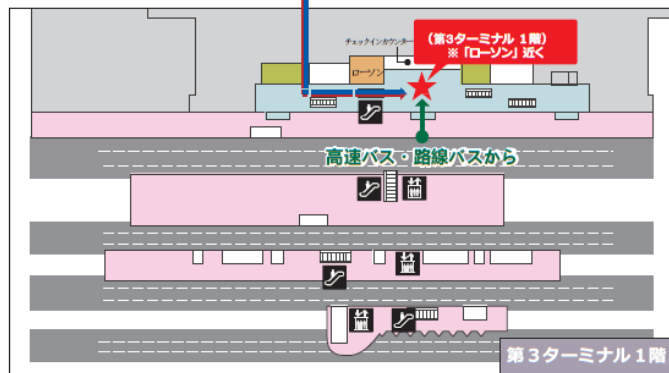 チェックインカウンター
（第3ターミナル 1階）
※「ローソン」近く
ローソン
高速バス・路線バスから
第3ターミナル1階